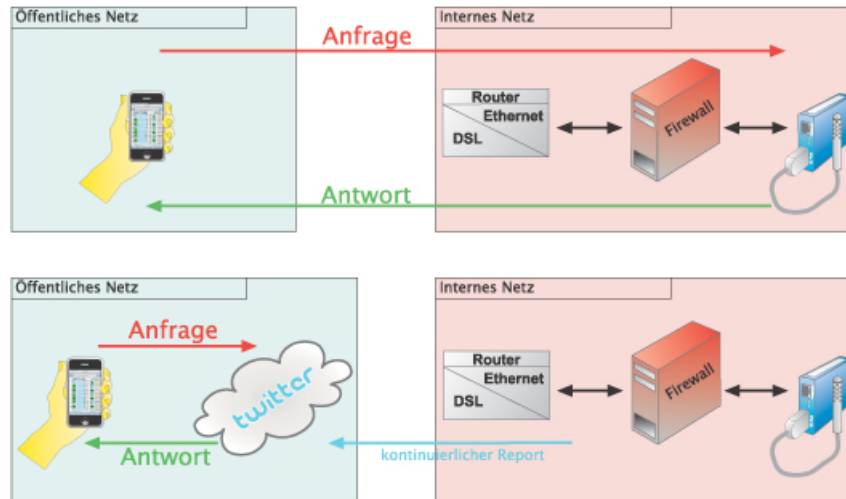 Öffentliches Netz
Anfrage
Antwort
Internes Netz
Router
Ethernet
DSL
Firewall
Öffentliches Netz
Anfrage
twitter
Antwort
kontinuierlicher Report
Internes Netz
Router
Ethernet
DSL
Firewall